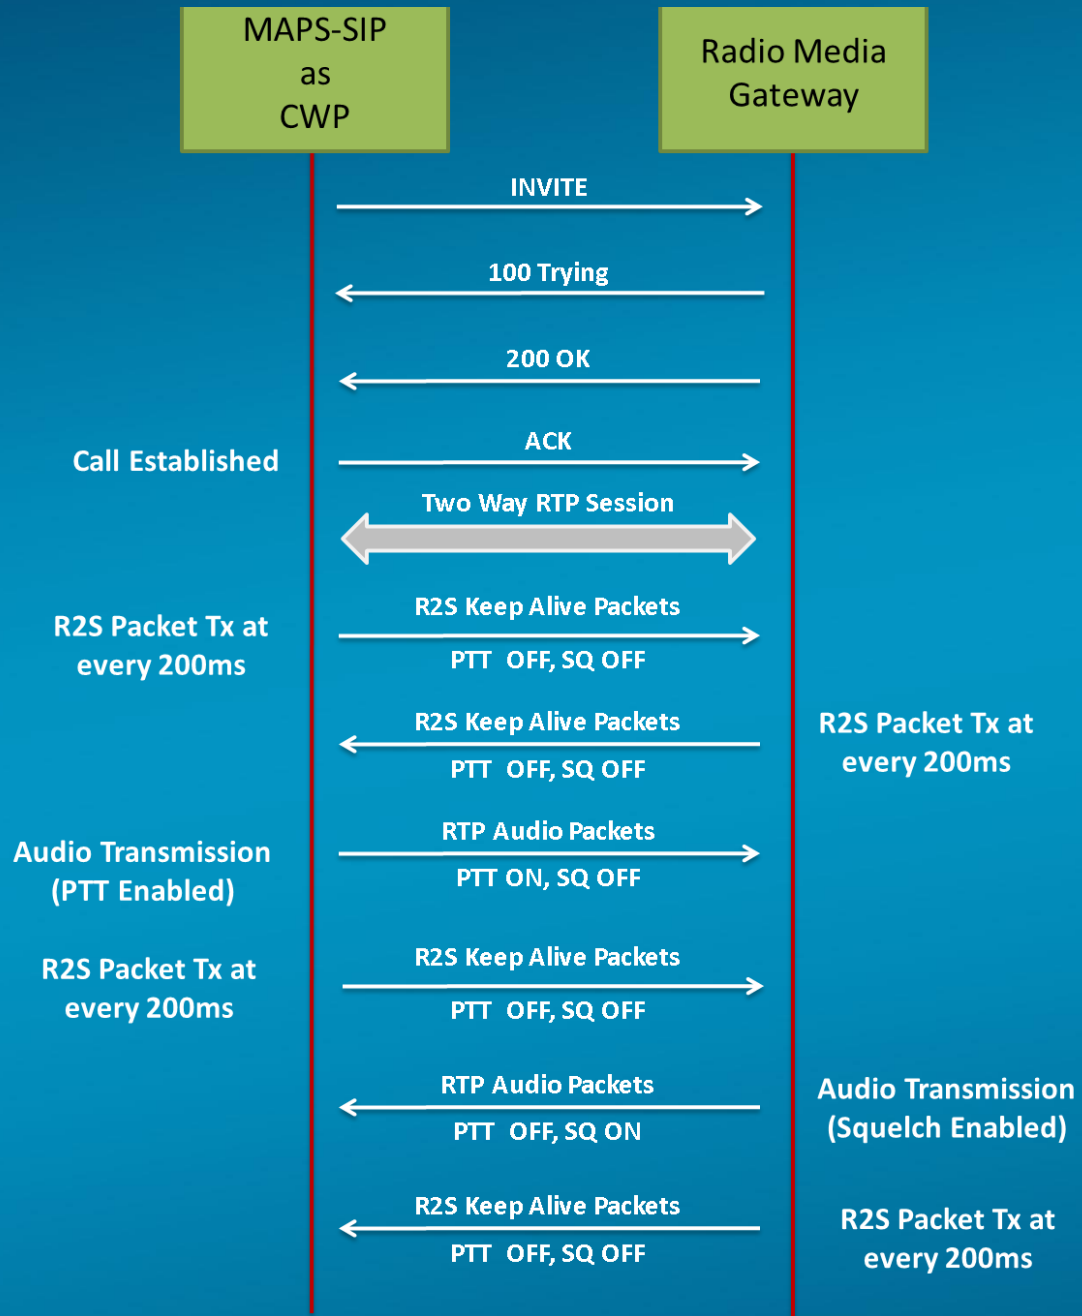 MAPS-SIP
as
CWP
Radio Media
Gateway
INVITE
100 Trying
200 OK
ACK
Call Established
Two Way RTP Session
R2S Keep Alive Packets
R2S Packet Tx at
every 200ms
PTT OFF, SQ OFF
R2S Keep Alive Packets
R2S Packet Tx at
every 200ms
PTT OFF, SQ OFF
RTP Audio Packets
Audio Transmission
(PTT Enabled)
PTT ON, SQ OFF
R2S Keep Alive Packets
R2S Packet Tx at
every 200ms
PTT OFF, SQ OFF
RTP Audio Packets
Audio Transmission
(Squelch Enabled)
PTT OFF, SQ ON
R2S Keep Alive Packets
R2S Packet Tx at
every 200ms
PTT OFF, SQ OFF